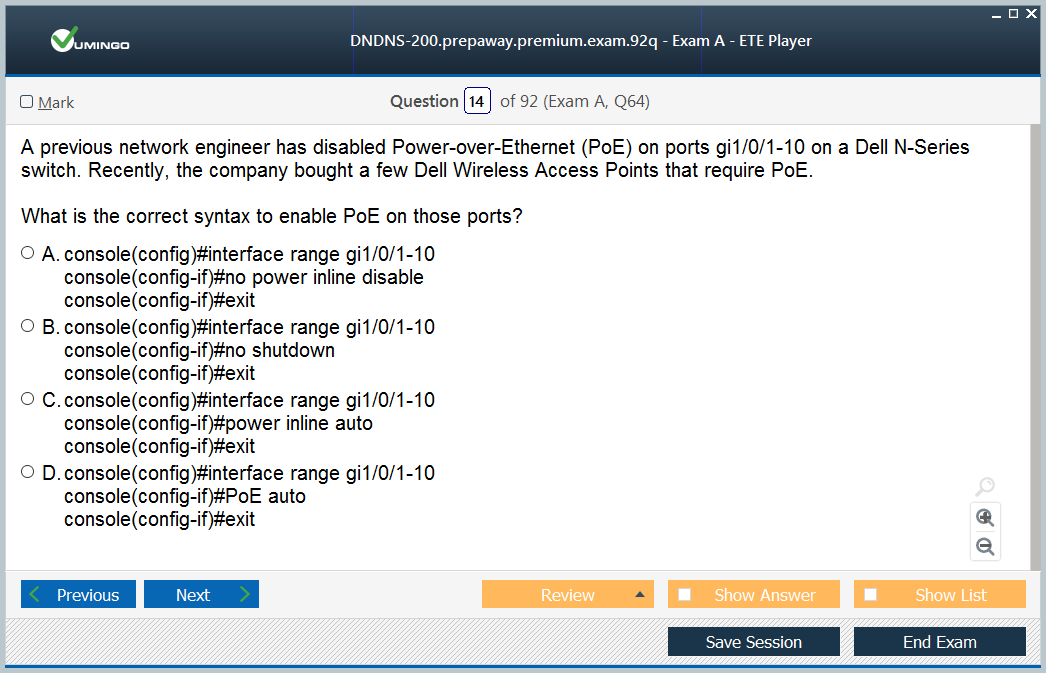 VUMINGO
DNDNS-200.prepaway.premium.exam.92q - Exam A - ETE Player
Mark
Question 14 of 92 (Exam A, Q64)
A previous network engineer has disabled Power-over-Ethernet (PoE) on ports gi1/0/1-10 on a Dell N-Series
switch. Recently, the company bought a few Dell Wireless Access Points that require PoE.
What is the correct syntax to enable PoE on those ports?
A. console(config)#interface range gi1/0/1-10
console(config-if)#no power inline disable
console(config-if)#exit
B. console(config)#interface range gi1/0/1-10
console(config-if)#no shutdown
console(config-if)#exit
C. console(config)#interface range gi1/0/1-10
console(config-if)#power inline auto
console(config-if)#exit
D. console(config)#interface range gi1/0/1-10
console(config-if)#PoE auto
console(config-if)#exit
Previous Next Review Show Answer Show List
Save Session End Exam